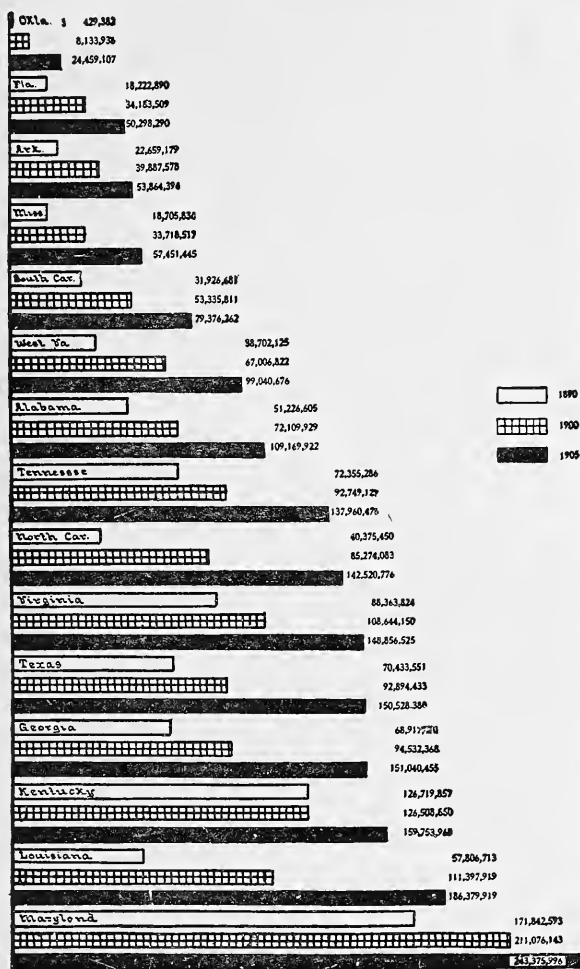 Okla. $ 429,383
8,133,936
24,459,107
Fla. 18,222,890
34,183,509
50,298,290
Ark. 22,659,179
39,887,578
53,864,394
Miss 18,705,836
33,718,517
57,451,445
South Car. 31,926,681
53,335,811
79,376,262
West Va 38,702,125
67,006,822
99,040,676
1890
Alabama 51,226,605
72,109,929
1900
109,169,922
1905
Tennessee 72,355,286
92,749,127
137,960,476
North Car. 40,375,450
85,274,083
142,520,776
Virginia 88,363,824
108,644,150
148,856,525
Texas 70,433,551
92,894,433
150,528,386
Georgia
94,532,368
151,040,455
Kentucky 126,719,857
126,508,650
159,753,968
Louisiana 57,806,713
111,397,919
186,379,919
Maryland 171,842,593
211,076,143
243,375,996